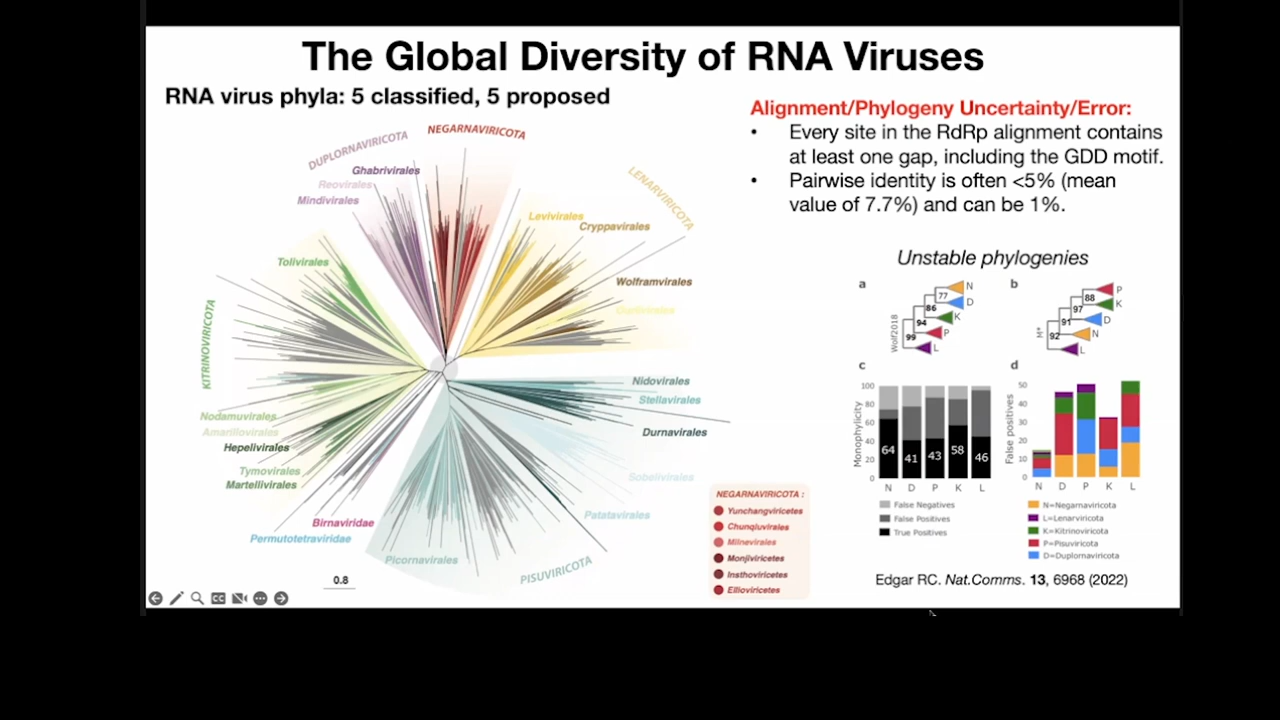 The Global Diversity of RNA Viruses
RNA virus phyla: 5 classified, 5 proposed
Alignment/Phylogeny Uncertainty/Error:
• Every site in the RdRp alignment contains
at least one gap, including the GDD motif.
• Pairwise identity is often <5% (mean
value of 7.7%) and can be 1%.
DUPLORNAVIRICOTA
NEGARNAVIRICOTA
LENARVIRICOTA
Ghabrivirales
Reovirales
Mindivirales
Levivirales
Cryppavirales
Tolivirales
Wolframvirales
KITRINOVIRICOTA
Nidovirales
Stellavirales
Nodamuvirales
Amarillovirales
Hepelivirales
Durnavirales
Tymovirales
Martellivirales
Sobelivirales
Birnaviridae
Patatavirales
Permutotetraviridae
Picornavirales
PISUVIRICOTA
0.8
NEGARNAVIRICOTA :
Yunchangviricetes
Chunqiuvirales
Milnevirales
Monjiviricetes
Insthoviricetes
Ellioviricetes
Unstable phylogenies
a
Wolf2018
77
86
94
99
N
D
K
P
L
b
M*
88
97
91
92
P
K
D
N
L
c
Monophylicity
100
80
60
40
20
0
64 41 43 58 46
N D P K L
False Negatives
False Positives
True Positives
d
False positives
50
40
30
20
10
0
N D P K L
N=Negarnaviricota
L=Lenarviricota
K=Kitrinoviricota
P=Pisuviricota
D=Duplornaviricota
Edgar RC. Nat.Comms. 13, 6968 (2022)